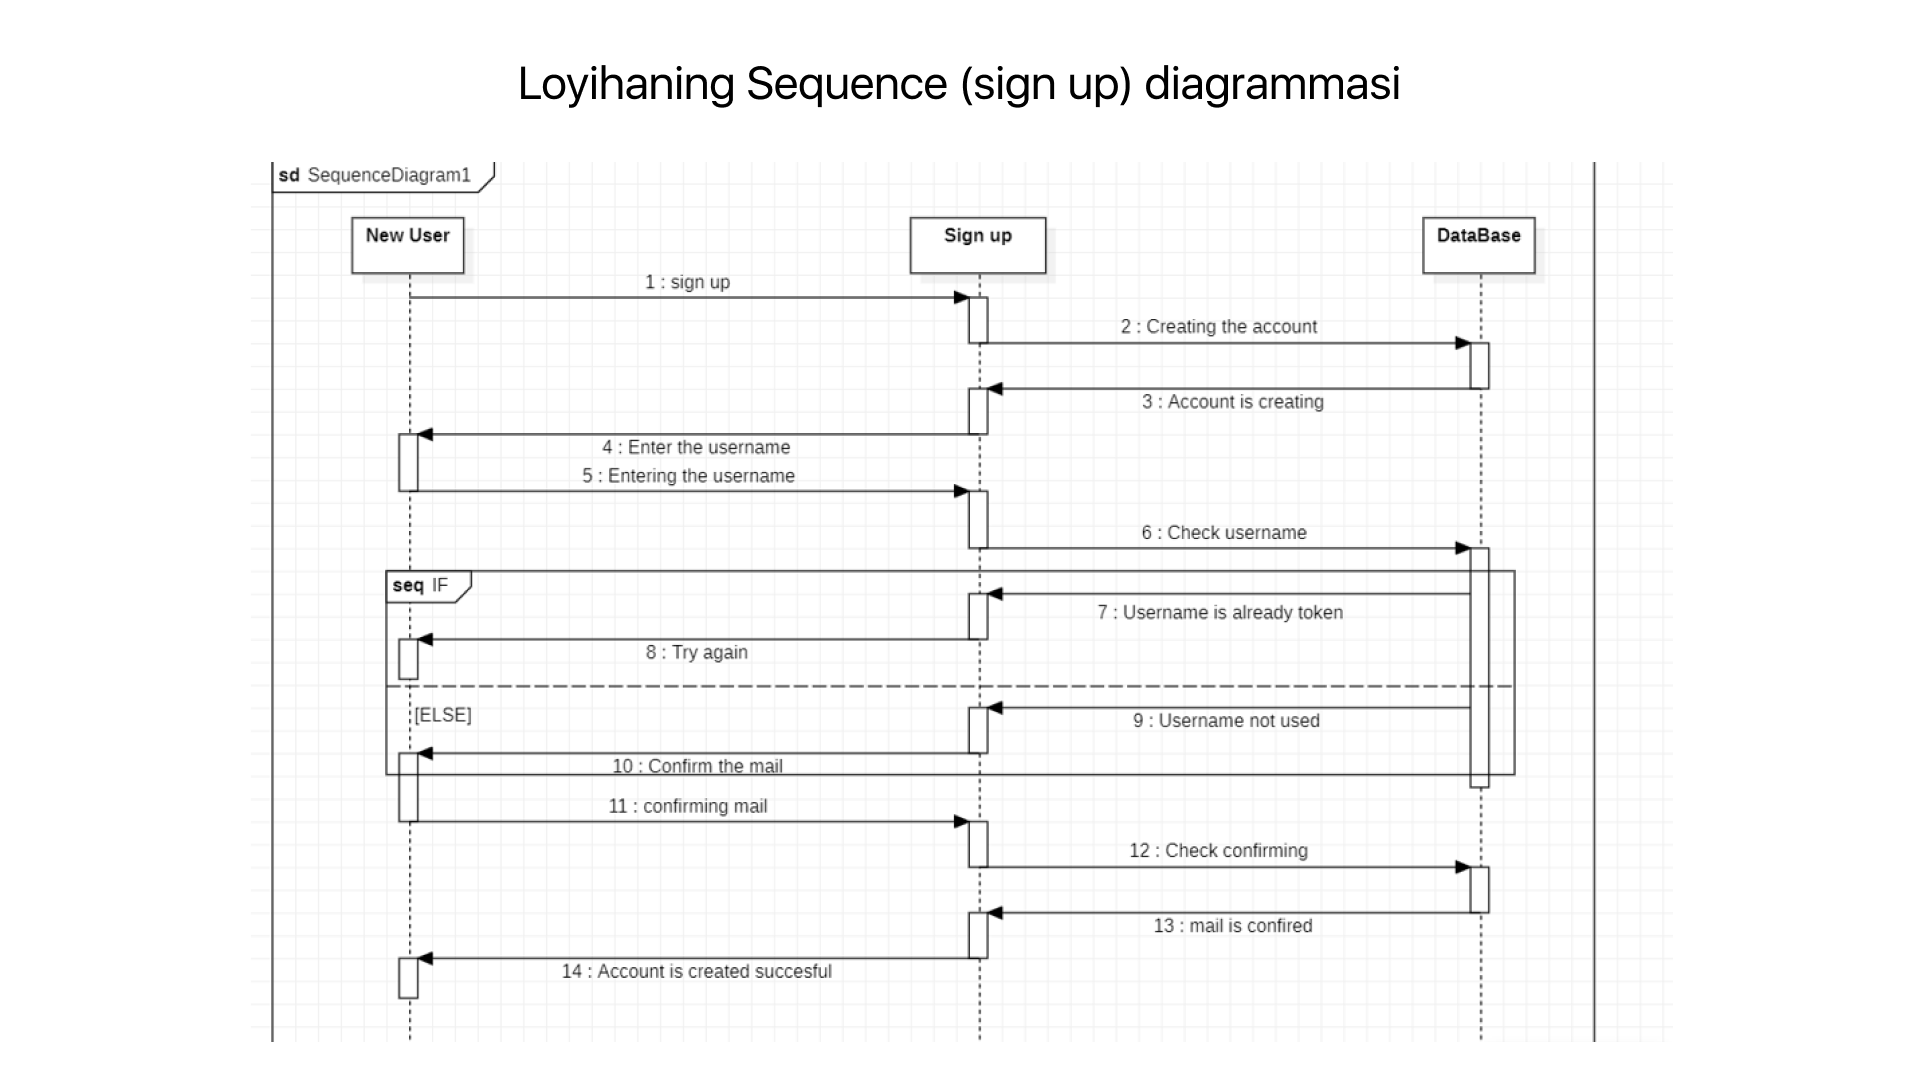 Loyihaning Sequence (sign up) diagrammasi
sd SequenceDiagram1
New User
Sign up
DataBase
1 : sign up
2 : Creating the account
3 : Account is creating
4 : Enter the username
5 : Entering the username
6 : Check username
seq IF
7 : Username is already token
8 : Try again
[ELSE]
9 : Username not used
10 : Confirm the mail
11 : confirming mail
12 : Check confirming
13 : mail is confired
14 : Account is created succesful